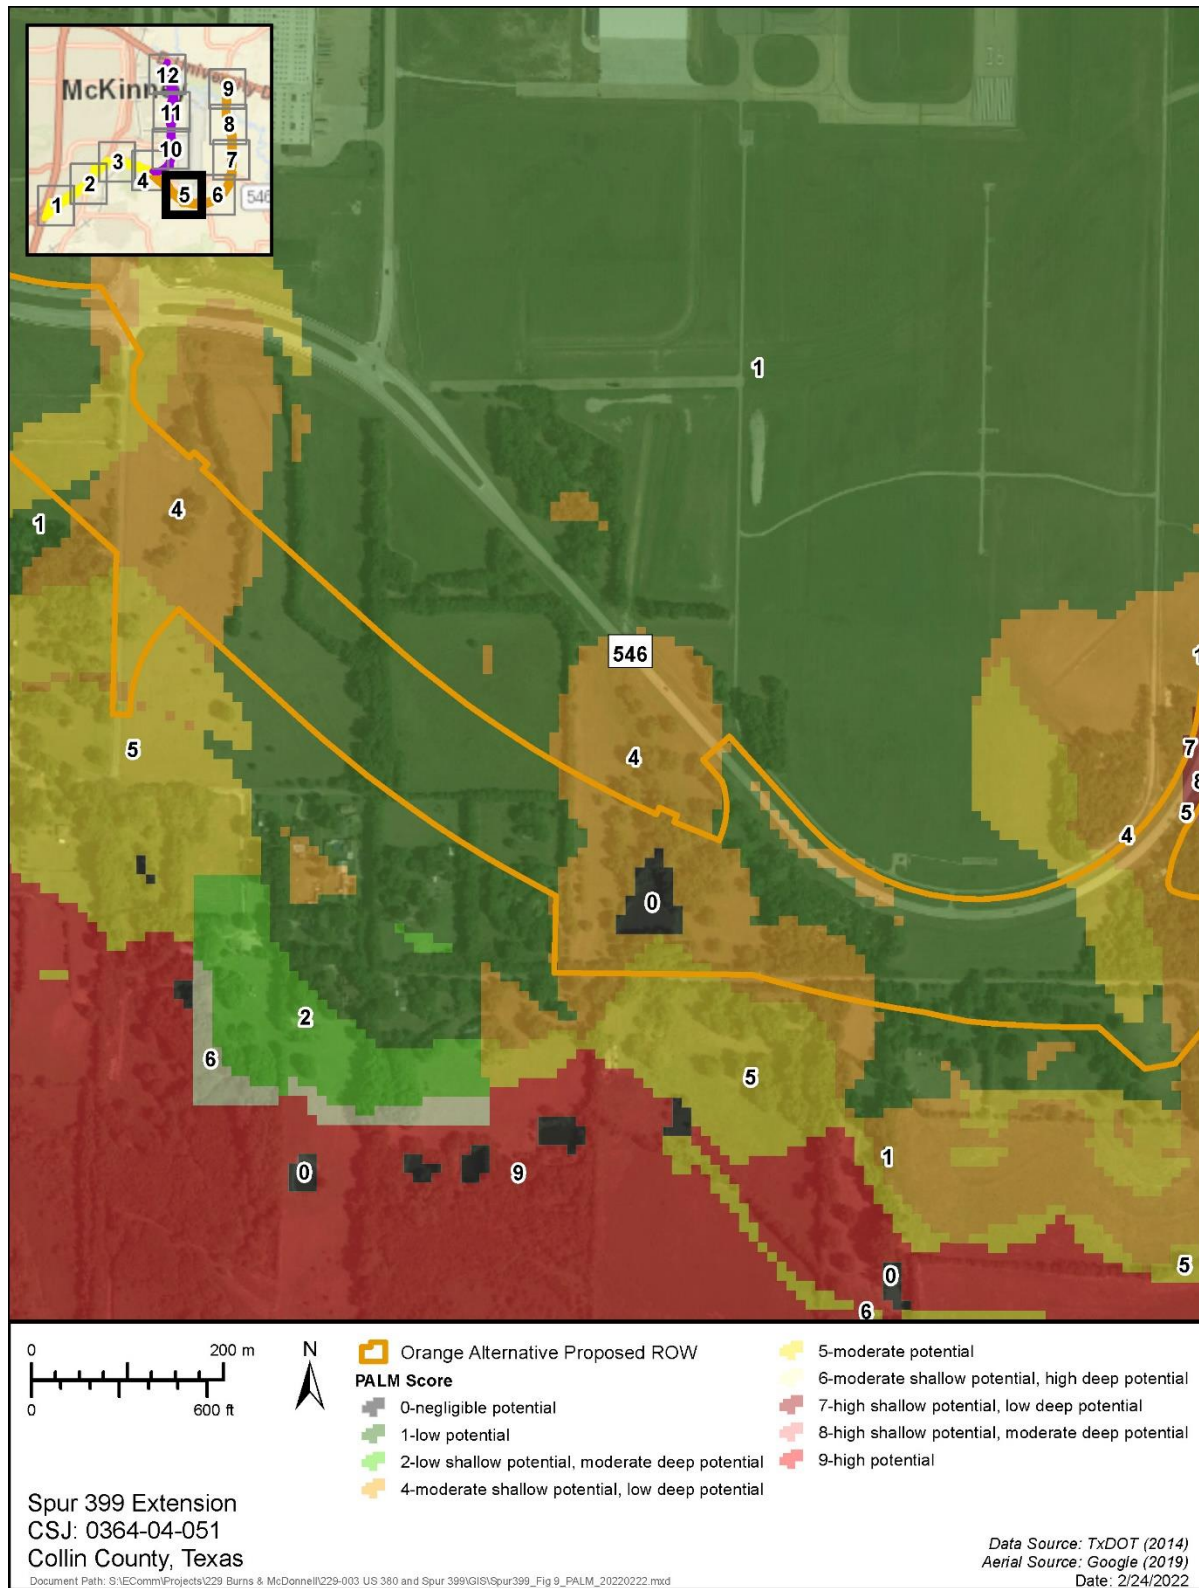 McKinn
12
9
11
8
10
7
3
4
2
5
6
1
546
1
4
1
546
1
4
7
5
8
5
4
0
2
6
5
1
0
9
5
0
6
0
200 m
0
600 ft
N
Orange Alternative Proposed ROW
PALM Score
0-negligible potential
1-low potential
2-low shallow potential, moderate deep potential
4-moderate shallow potential, low deep potential
5-moderate potential
6-moderate shallow potential, high deep potential
7-high shallow potential, low deep potential
8-high shallow potential, moderate deep potential
9-high potential
Spur 399 Extension
CSJ: 0364-04-051
Collin County, Texas
Data Source: TxDOT (2014)
Aerial Source: Google (2019)
Date: 2/24/2022
Document Path: S:\EComm\Projects\229 Burns & McDonnell\229-003 US 380 and Spur 399\GIS\Spur399_Fig 9_PALM_20220222.mxd